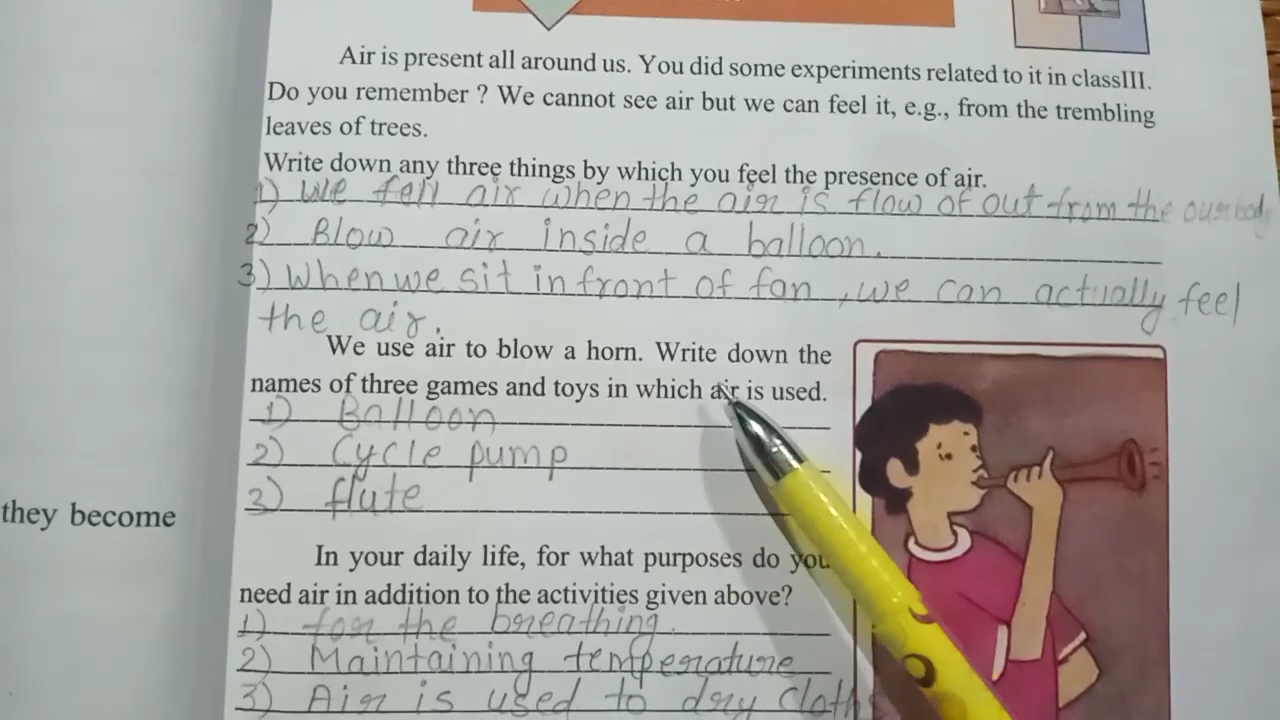 Air is present all around us. You did some experiments related to it in classIII.
Do you remember ? We cannot see air but we can feel it, e.g., from the trembling
leaves of trees.
Write down any three things by which you feel the presence of air.
1) We fell air when the air is flow of out from the our body
2) Blow air inside a balloon.
3) When we sit in front of fan, we can actually feel
the air.
We use air to blow a horn. Write down the
names of three games and toys in which air is used.
1) Balloon
2) Cycle pump
3) flute
they become
In your daily life, for what purposes do you
need air in addition to the activities given above?
1) for the breathing.
2) Maintaining temperature
3) Air is used to dry cloths